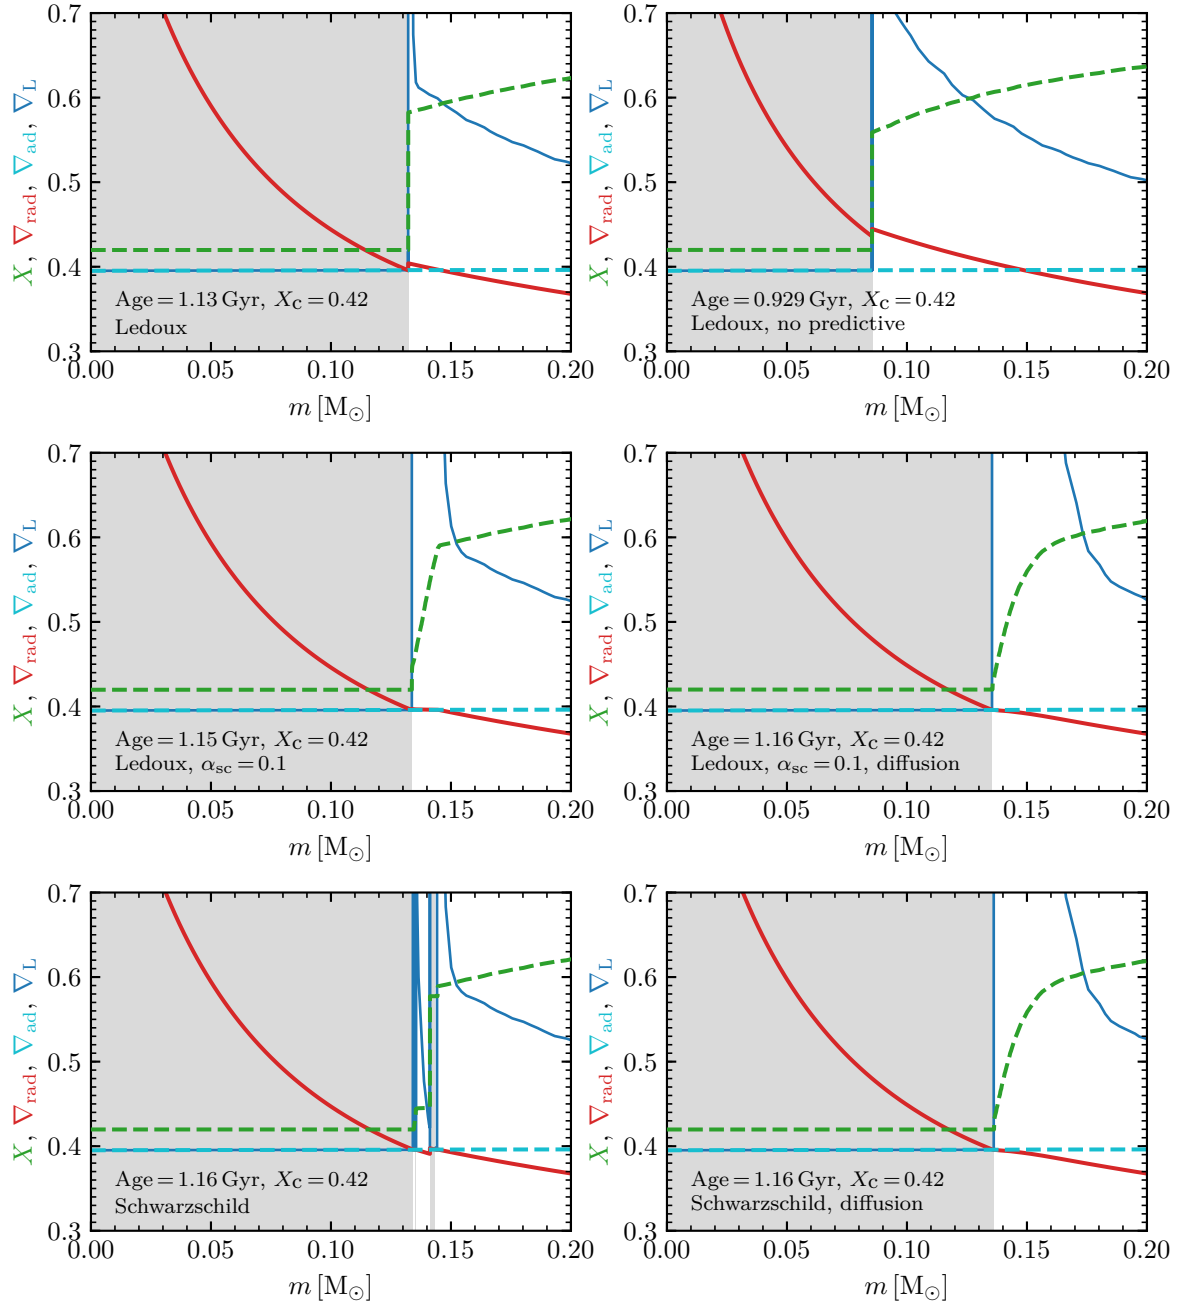 0.7
0.6
0.5
0.4
0.3
X, ∇rad, ∇ad, ∇L
Age = 1.13 Gyr, Xc = 0.42
Ledoux
0.00 0.05 0.10 0.15 0.20
m [M⊙]
0.7
0.6
0.5
0.4
0.3
X, ∇rad, ∇ad, ∇L
Age = 0.929 Gyr, Xc = 0.42
Ledoux, no predictive
0.00 0.05 0.10 0.15 0.20
m [M⊙]
0.7
0.6
0.5
0.4
0.3
X, ∇rad, ∇ad, ∇L
Age = 1.15 Gyr, Xc = 0.42
Ledoux, αsc = 0.1
0.00 0.05 0.10 0.15 0.20
m [M⊙]
0.7
0.6
0.5
0.4
0.3
X, ∇rad, ∇ad, ∇L
Age = 1.16 Gyr, Xc = 0.42
Ledoux, αsc = 0.1, diffusion
0.00 0.05 0.10 0.15 0.20
m [M⊙]
0.7
0.6
0.5
0.4
0.3
X, ∇rad, ∇ad, ∇L
Age = 1.16 Gyr, Xc = 0.42
Schwarzschild
0.00 0.05 0.10 0.15 0.20
m [M⊙]
0.7
0.6
0.5
0.4
0.3
X, ∇rad, ∇ad, ∇L
Age = 1.16 Gyr, Xc = 0.42
Schwarzschild, diffusion
0.00 0.05 0.10 0.15 0.20
m [M⊙]